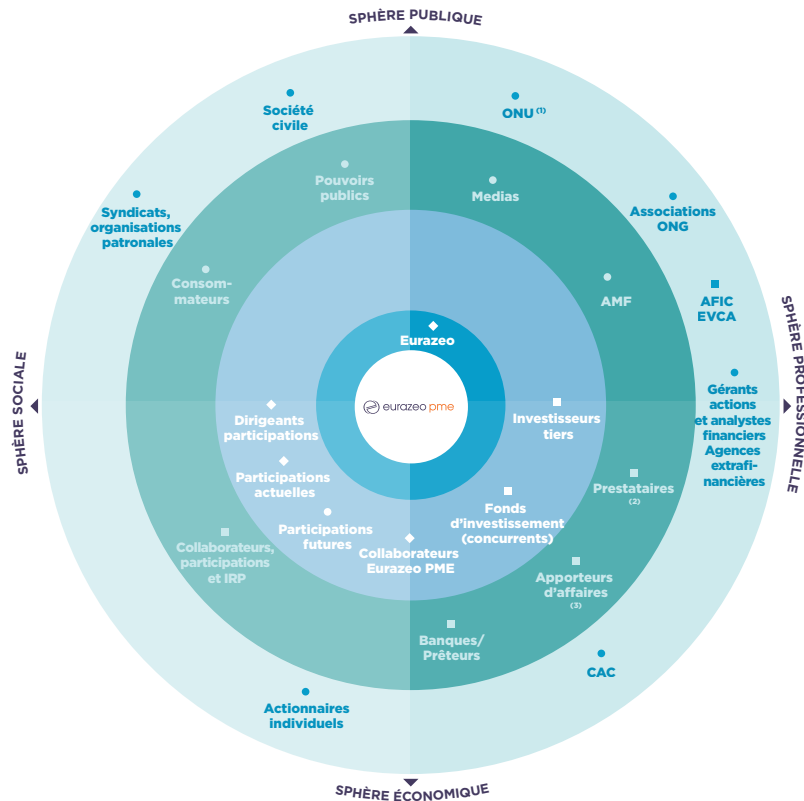 SPHÈRE PUBLIQUE
Société
civile
ONU (1)
Pouvoirs
publics
Medias
Syndicats,
organisations
patronales
Associations
ONG
Consom-
mateurs
AMF
AFIC
EVCA
Eurazeo
SPHÈRE SOCIALE
SPHÈRE PROFESSIONNELLE
eurazeo pme
Dirigeants
participations
Investisseurs
tiers
Gérants
actions
et analystes
financiers
Agences
extrafi-
nancières
Participations
actuelles
Prestataires
(2)
Participations
futures
Fonds
d'investissement
(concurrents)
Collaborateurs
Eurazeo PME
Collaborateurs,
participations
et IRP
Apporteurs
d'affaires
(3)
Banques/
Prêteurs
CAC
Actionnaires
individuels
SPHÈRE ÉCONOMIQUE